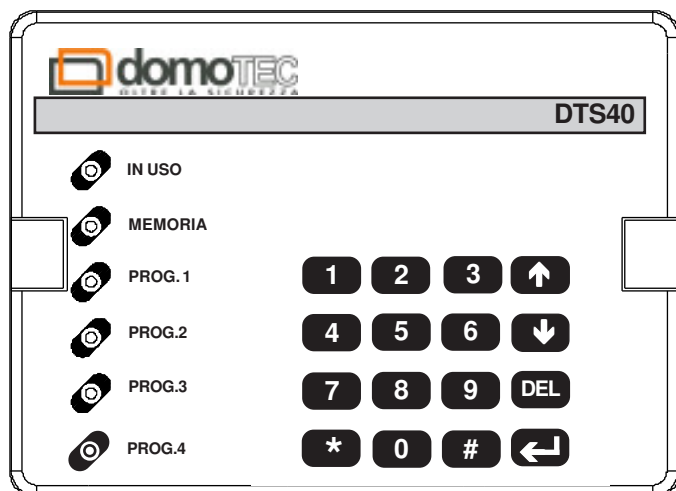 domoTEC
OLTRE LA SICUREZZA
DTS40
IN USO
MEMORIA
PROG.1 1 2 3 ↑
PROG.2 4 5 6 ↓
PROG.3 7 8 9 DEL
PROG.4 * 0 #